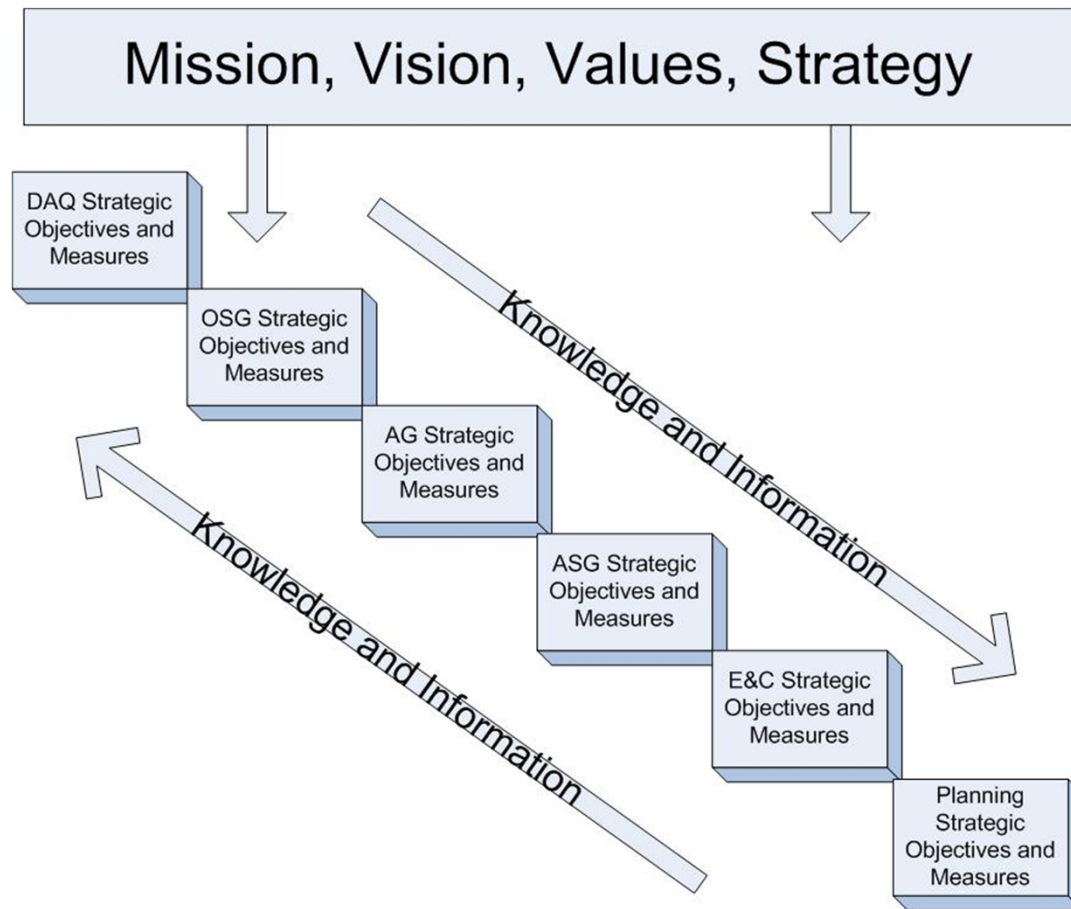 Mission, Vision, Values, Strategy
DAQ Strategic
Objectives and
Measures
OSG Strategic
Objectives and
Measures
Knowledge and Information
AG Strategic
Objectives and
Measures
Knowledge and Information
ASG Strategic
Objectives and
Measures
E&C Strategic
Objectives and
Measures
Planning
Strategic
Objectives and
Measures